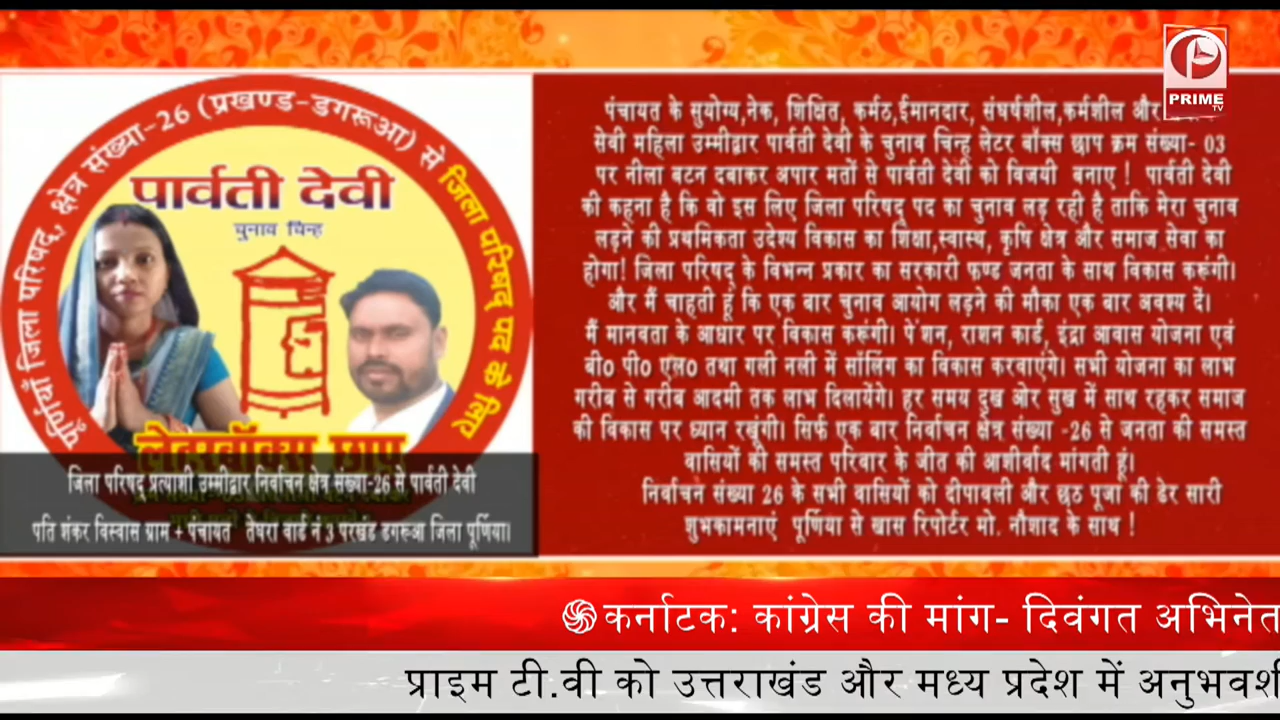 पूर्णियाँ जिला परिषद, क्षेत्र संख्या-26 (प्रखण्ड-डगरूआ) से जिला परिषद् पद के लिए
पार्वती देवी
चुनाव चिन्ह
लेटरबॉक्स छाप
जिला परिषद् प्रत्याशी उम्मीद्वार निर्वाचन क्षेत्र संख्या-26 से पार्वती देवी
पति शंकर विस्वास ग्राम + पंचायत तेघरा वार्ड नं 3 परखंड डगरूआ जिला पूर्णिया।
PRIME
TV
पंचायत के सुयोग्य,नेक, शिक्षित, कर्मठ,ईमानदार, संघर्षशील,कर्मशील और
सेवी महिला उम्मीद्वार पार्वती देवी के चुनाव चिन्ह् लेटर बॉक्स छाप क्रम संख्या- 03
पर नीला बटन दबाकर अपार मतों से पार्वती देवी को विजयी बनाए ! पार्वती देवी
की कहना है कि वो इस लिए जिला परिषद् पद का चुनाव लड़ रही है ताकि मेरा चुनाव
लड़ने की प्रथमिकता उदेश्य विकास का शिक्षा,स्वास्थ्य, कृषि क्षेत्र और समाज सेवा का
होगा! जिला परिषद् के विभन्न प्रकार का सरकारी फण्ड जनता के साथ विकास करूंगी।
और मैं चाहती हूं कि एक बार चुनाव आयोग लड़ने की मौका एक बार अवश्य दें।
मैं मानवता के आधार पर विकास करूंगी। पेंशन, राशन कार्ड, इंद्रा आवास योजना एवं
बी0 पी0 एल0 तथा गली नली में सॉलिंग का विकास करवाएंगे। सभी योजना का लाभ
गरीब से गरीब आदमी तक लाभ दिलायेंगे। हर समय दुख ओर सुख में साथ रहकर समाज
की विकास पर ध्यान रखूंगी। सिर्फ एक बार निर्वाचन क्षेत्र संख्या -26 से जनता की समस्त
वासियों की समस्त परिवार के जीत की आशीर्वाद मांगती हूं।
निर्वाचन संख्या 26 के सभी वासियों को दीपावली और छठ पूजा की ढेर सारी
शुभकामनाएं पूर्णिया से खास रिपोर्टर मो. नौशाद के साथ !
कर्नाटक: कांग्रेस की मांग- दिवंगत अभिनेत
प्राइम टी.वी को उत्तराखंड और मध्य प्रदेश में अनुभवशी